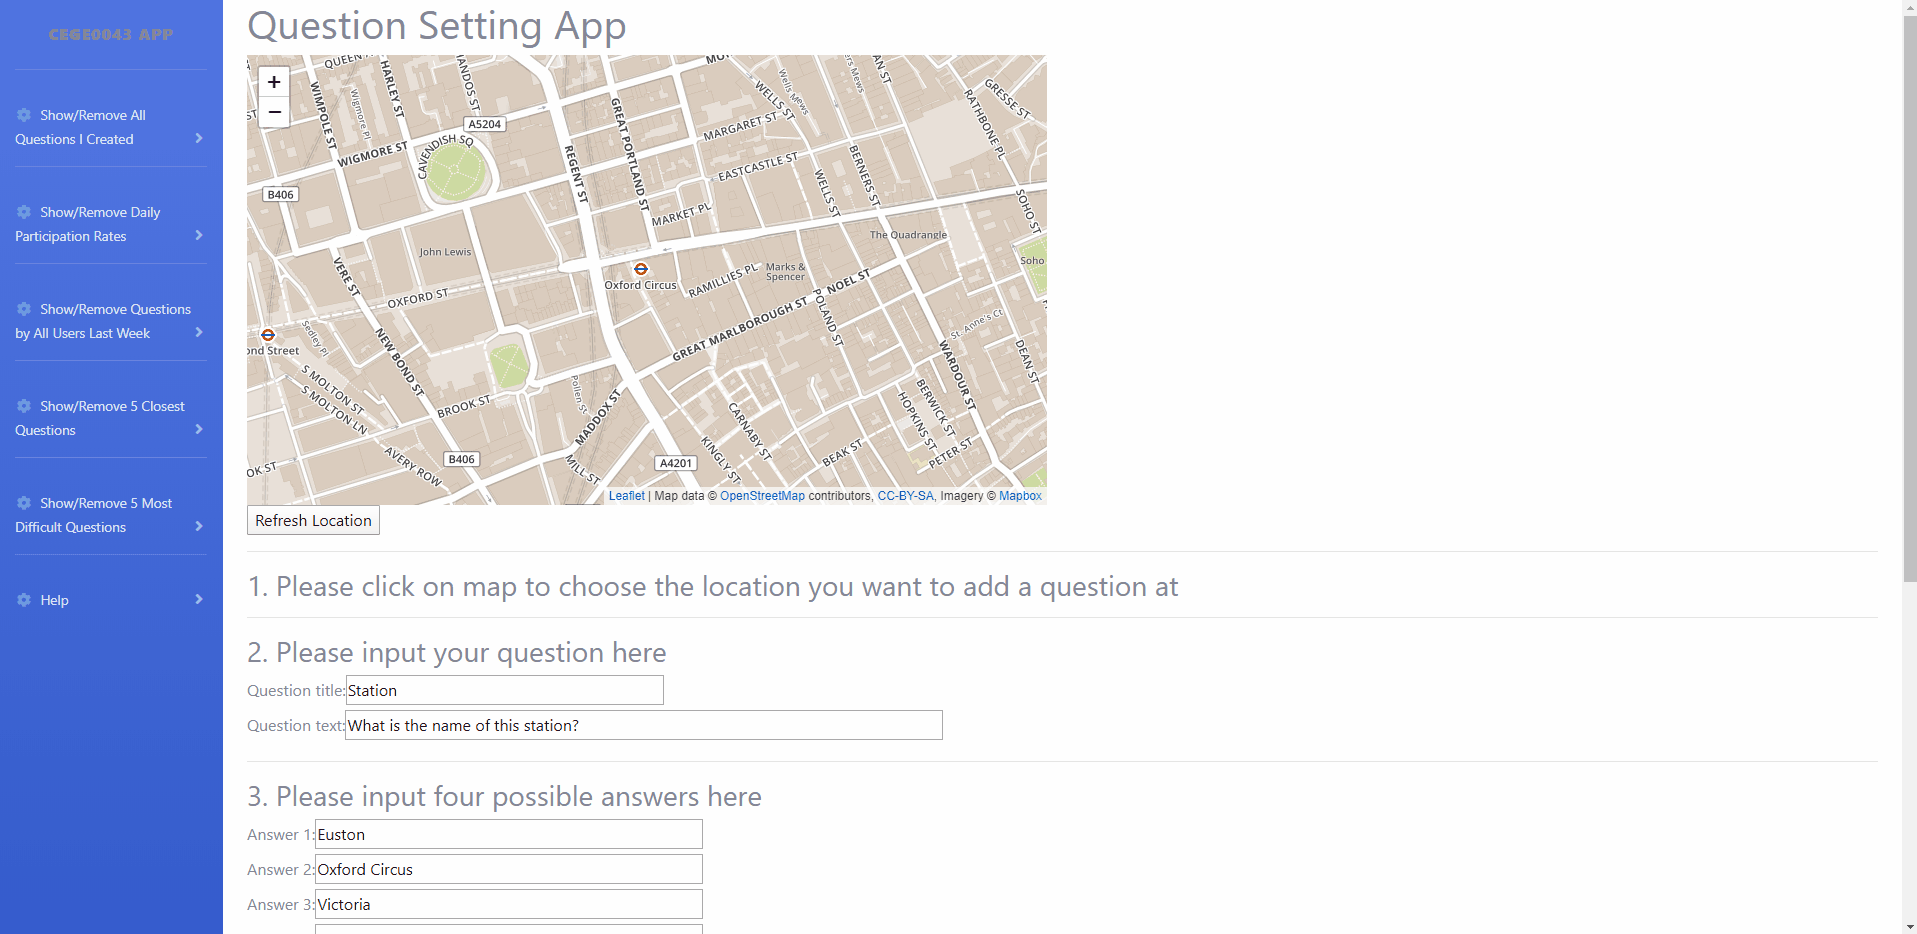 CEGE0043 APP
Show/Remove All
Questions I Created
Show/Remove Daily
Participation Rates
Show/Remove Questions
by All Users Last Week
Show/Remove 5 Closest
Questions
Show/Remove 5 Most
Difficult Questions
Help
Question Setting App
+
−
WIMPOLE ST
Wigmore Pl
HARLEY ST
A5204
CAVENDISH SQ
WIGMORE ST
B406
REGENT ST
GREAT PORTLAND ST
MARGARET ST
WELLS ST
Wells Mews
EASTCASTLE ST
WELLS ST
BERNERS ST
RATHBONE PL
GRESSE ST
SOHO ST
MARKET PL
The Quadrangle
John Lewis
Oxford Circus
RAMILLIES PL
Marks &
Spencer
NOEL ST
Soho
VERE ST
OXFORD ST
GREAT MARLBOROUGH ST
POLAND ST
St. Anne's Ct
DEAN ST
Sedley Pl
ond Street
NEW BOND ST
S MOLTON ST
S MOLTON LN
BROOK ST
Pollen St
MADDOX ST
CARNABY ST
WARDOUR ST
BERWICK ST
HOPKINS ST
PETER ST
BEAK ST
KINGLY ST
A4201
MILL ST
B406
AVERY ROW
OK ST
Leaflet | Map data © OpenStreetMap contributors, CC-BY-SA, Imagery © Mapbox
Refresh Location
1. Please click on map to choose the location you want to add a question at
2. Please input your question here
Question title:Station
Question text:What is the name of this station?
3. Please input four possible answers here
Answer 1:Euston
Answer 2:Oxford Circus
Answer 3:Victoria